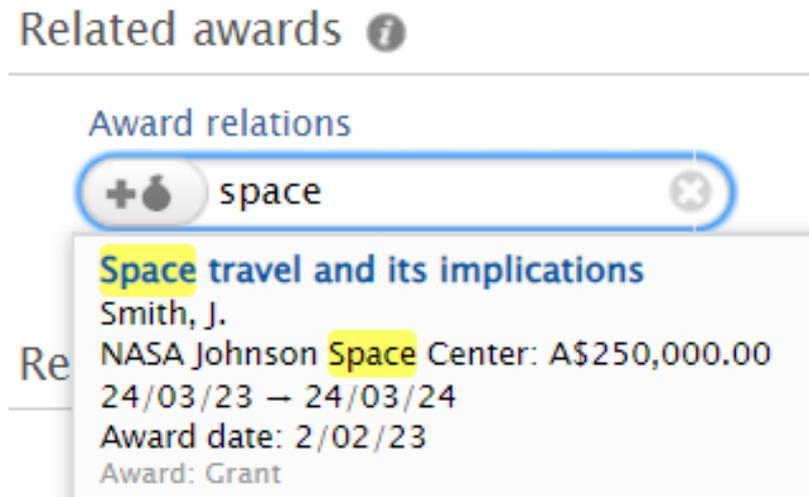 Related awards
Award relations
space
Space travel and its implications
Smith, J.
NASA Johnson Space Center: A$250,000.00
Re
24/03/23 → 24/03/24
Award date: 2/02/23
Award: Grant